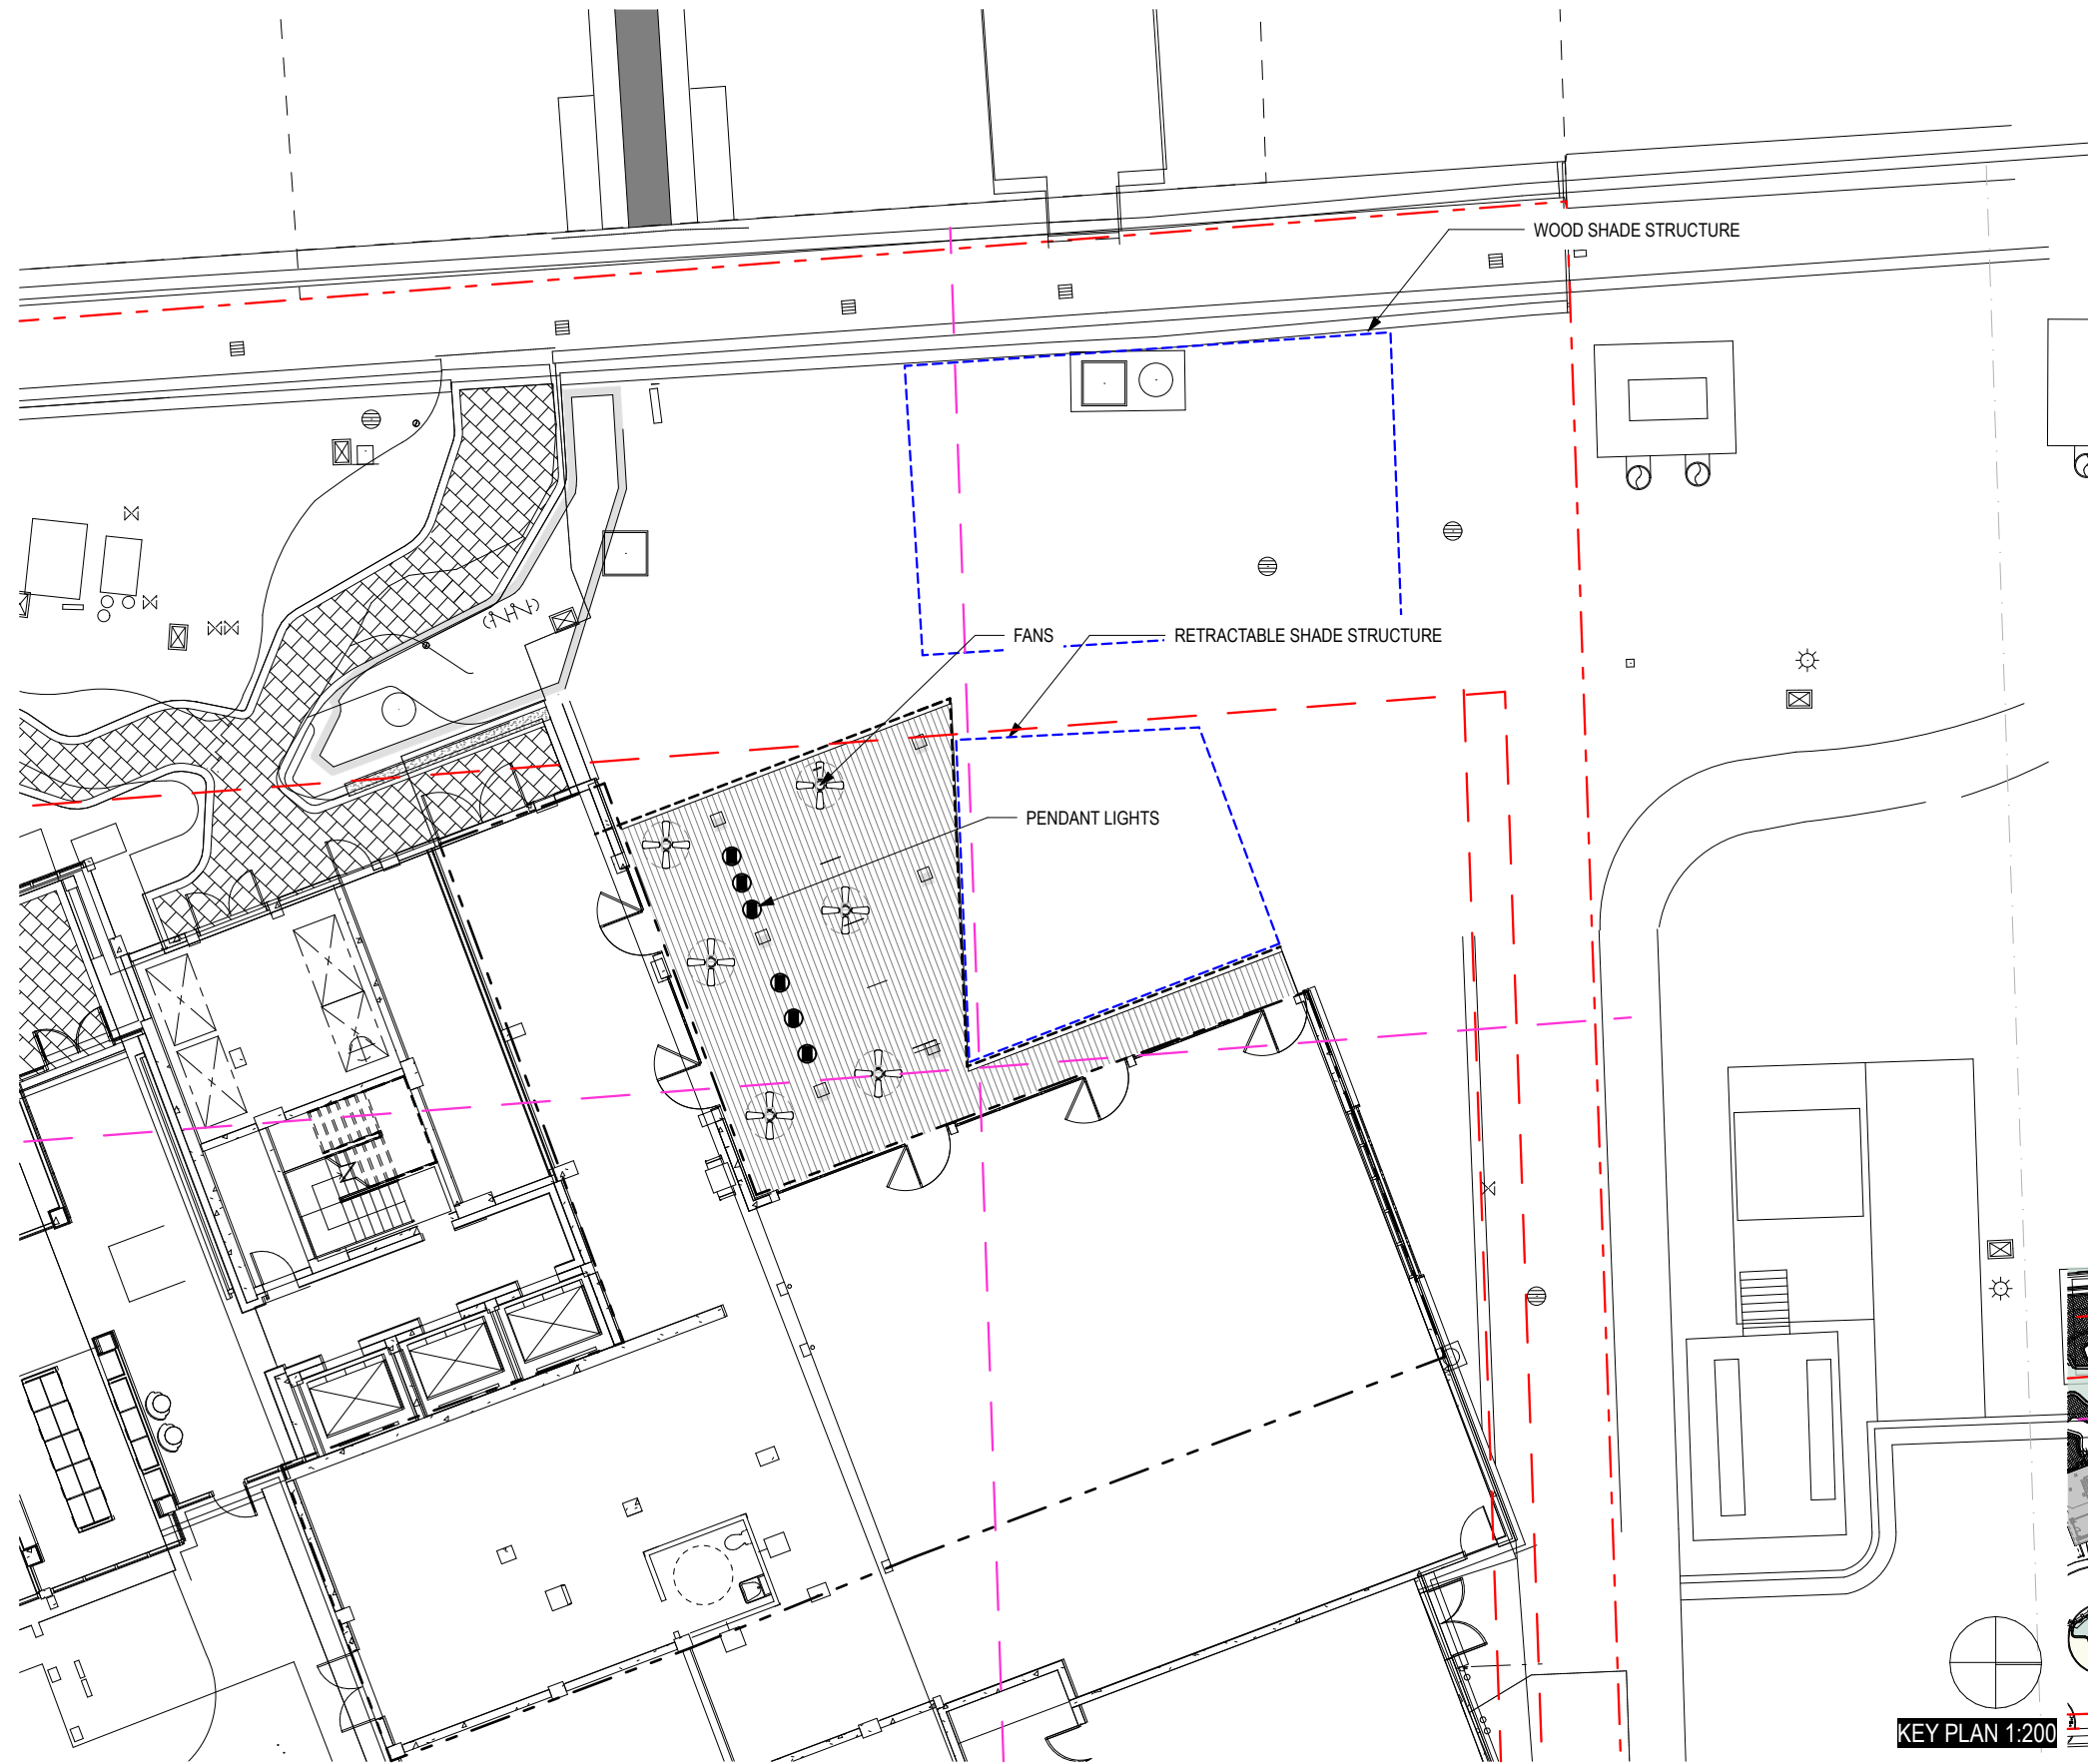 WOOD SHADE STRUCTURE
FANS
RETRACTABLE SHADE STRUCTURE
PENDANT LIGHTS
KEY PLAN 1:200